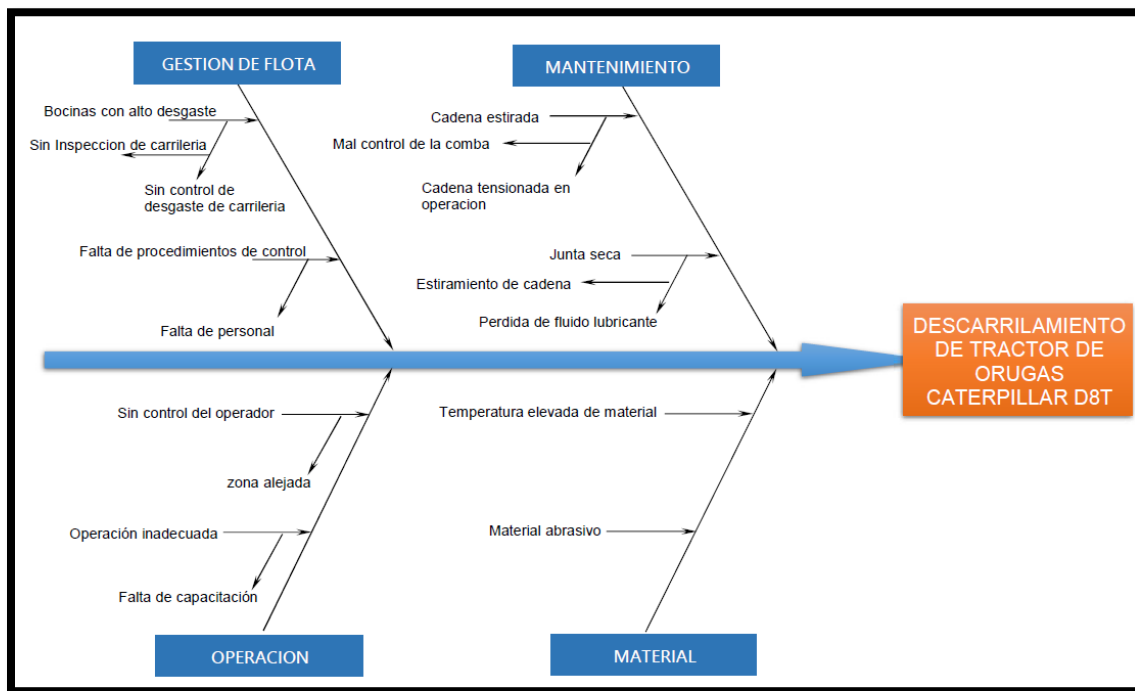 GESTION DE FLOTA
MANTENIMIENTO
Bocinas con alto desgaste
Sin Inspeccion de carrileria
Sin control de
desgaste de carrileria
Falta de procedimientos de control
Falta de personal
Cadena estirada
Mal control de la comba
Cadena tensionada en
operacion
Junta seca
Estiramiento de cadena
Perdida de fluido lubricante
DESCARRILAMIENTO
DE TRACTOR DE
ORUGAS
CATERPILLAR D8T
Sin control del operador
zona alejada
Operación inadecuada
Falta de capacitación
Temperatura elevada de material
Material abrasivo
OPERACION
MATERIAL